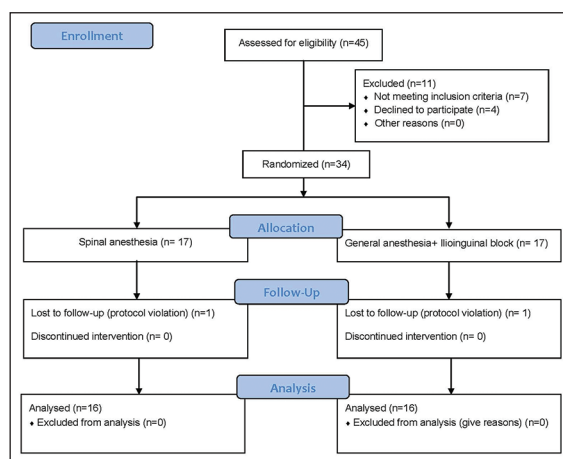 Enrollment
Assessed for eligibility (n=45)
Excluded (n=11)
♦ Not meeting inclusion criteria (n=7)
♦ Declined to participate (n=4)
♦ Other reasons (n=0)
Randomized (n=34)
Allocation
Spinal anesthesia (n= 17)
General anesthesia+ Ilioinguinal block (n= 17)
Follow-Up
Lost to follow-up (protocol violation) (n=1)
Discontinued intervention (n= 0)
Lost to follow-up (protocol violation) (n= 1)
Discontinued intervention (n= 0)
Analysis
Analysed (n=16)
♦ Excluded from analysis (n=0)
Analysed (n=16)
♦ Excluded from analysis (give reasons) (n=0)